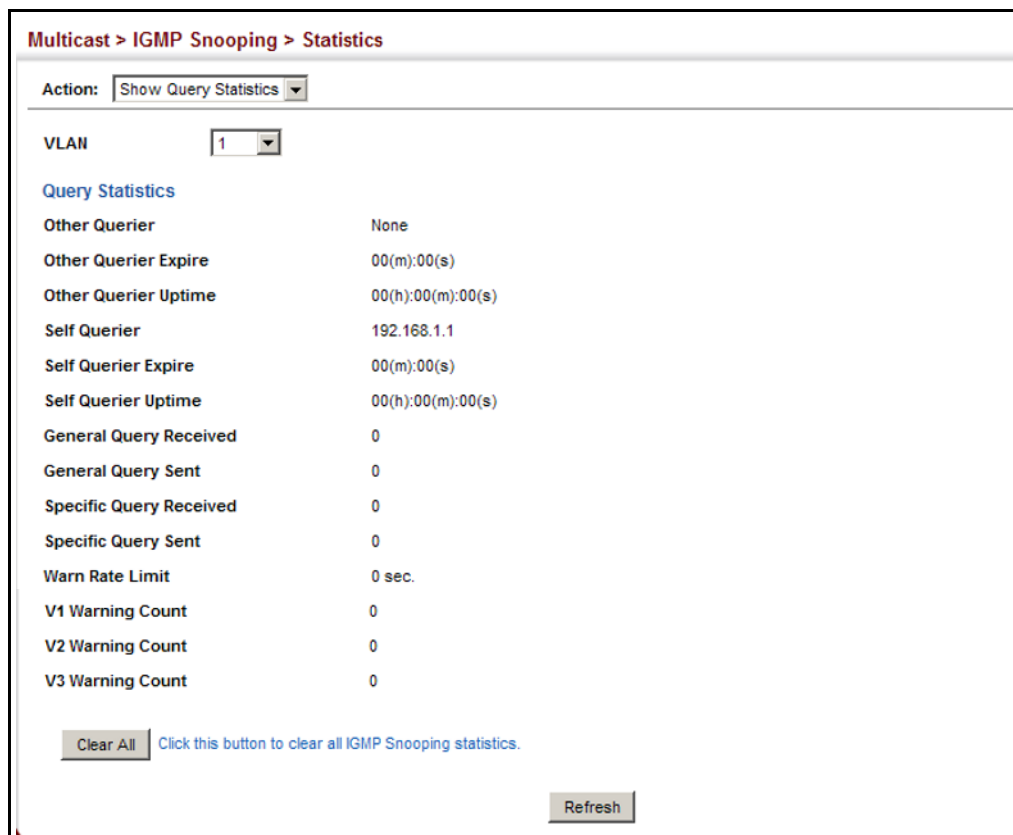 Multicast > IGMP Snooping > Statistics
Action: Show Query Statistics
VLAN 1
Query Statistics
Other Querier None
Other Querier Expire 00(m):00(s)
Other Querier Uptime 00(h):00(m):00(s)
Self Querier 192.168.1.1
Self Querier Expire 00(m):00(s)
Self Querier Uptime 00(h):00(m):00(s)
General Query Received 0
General Query Sent 0
Specific Query Received 0
Specific Query Sent 0
Warn Rate Limit 0 sec.
V1 Warning Count 0
V2 Warning Count 0
V3 Warning Count 0
Clear All Click this button to clear all IGMP Snooping statistics.
Refresh